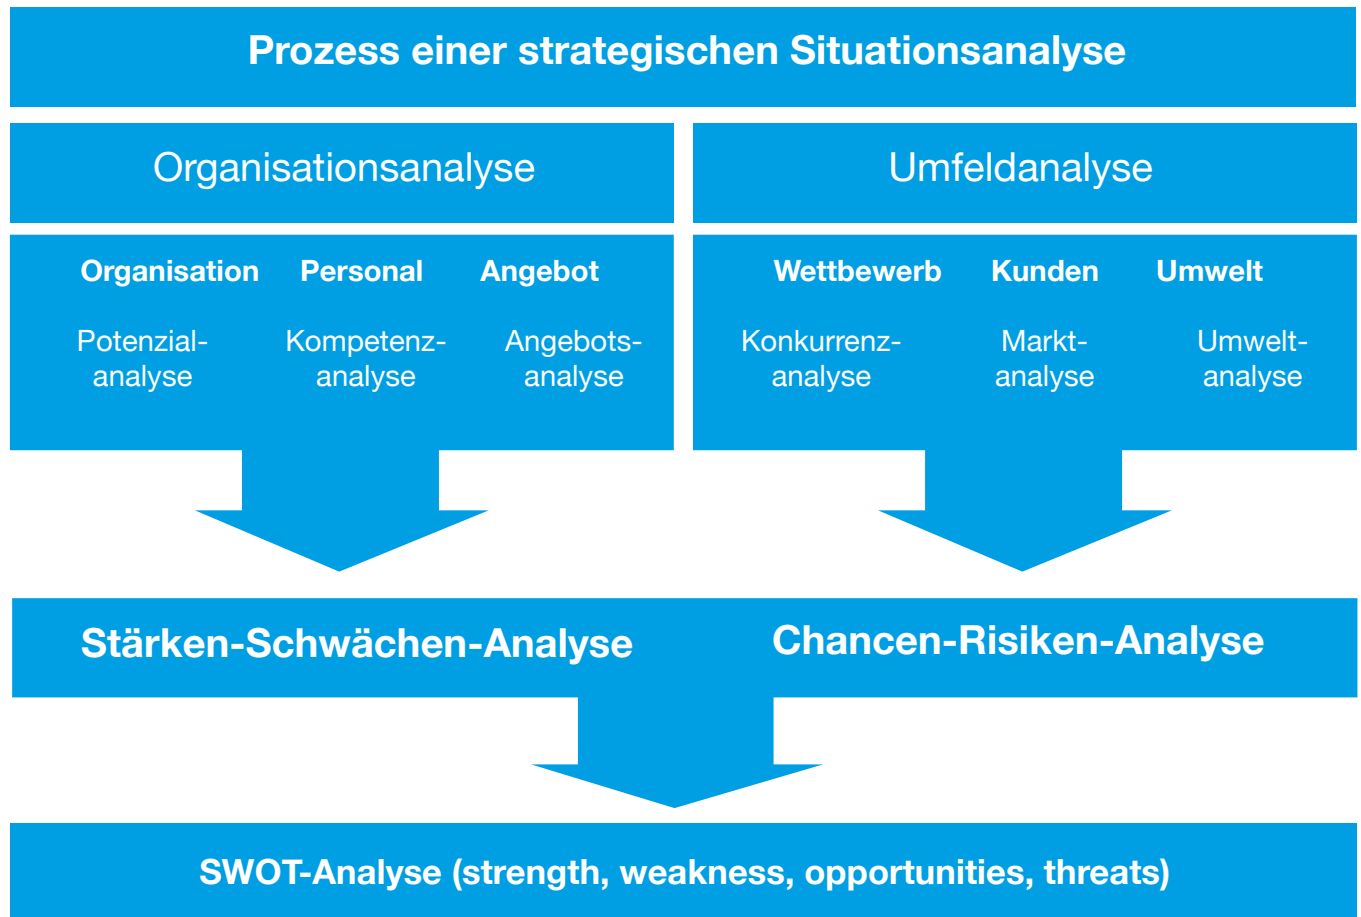 Prozess einer strategischen Situationsanalyse
Organisationsanalyse
Umfeldanalyse
Organisation Personal Angebot
Potenzial- Kompetenz- Angebots-
analyse analyse analyse
Wettbewerb Kunden Umwelt
Konkurrenz- Markt- Umwelt-
analyse analyse analyse
Stärken-Schwächen-Analyse
Chancen-Risiken-Analyse
SWOT-Analyse (strength, weakness, opportunities, threats)